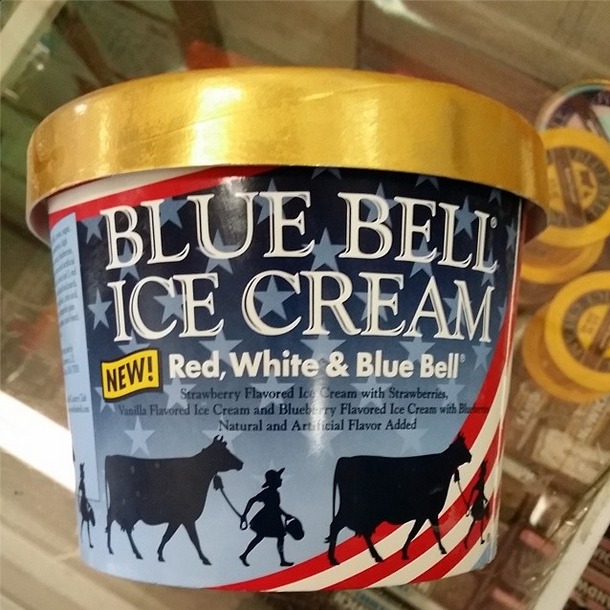 BLUE BELL®
ICE CREAM
NEW! Red, White & Blue Bell®
Strawberry Flavored Ice Cream with Strawberries,
Vanilla Flavored Ice Cream and Blueberry Flavored Ice Cream with
Natural and Artificial Flavor Added